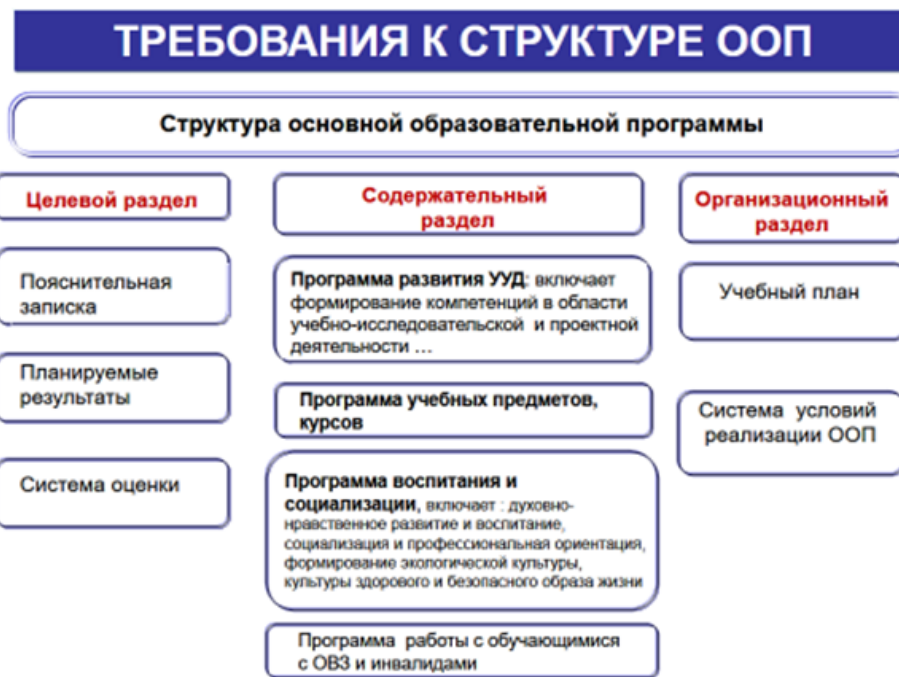 ТРЕБОВАНИЯ К СТРУКТУРЕ ООП
Структура основной образовательной программы
Целевой раздел
Пояснительная
записка
Планируемые
результаты
Система оценки
Содержательный
раздел
Программа развития УУД: включает
формирование компетенций в области
учебно-исследовательской и проектной
деятельности ...
Программа учебных предметов,
курсов
Программа воспитания и
социализации, включает : духовно-
нравственное развитие и воспитание,
социализация и профессиональная ориентация,
формирование экологической культуры,
культуры здорового и безопасного образа жизни
Программа работы с обучающимися
с ОВЗ и инвалидами
Организационный
раздел
Учебный план
Система условий
реализации ООП